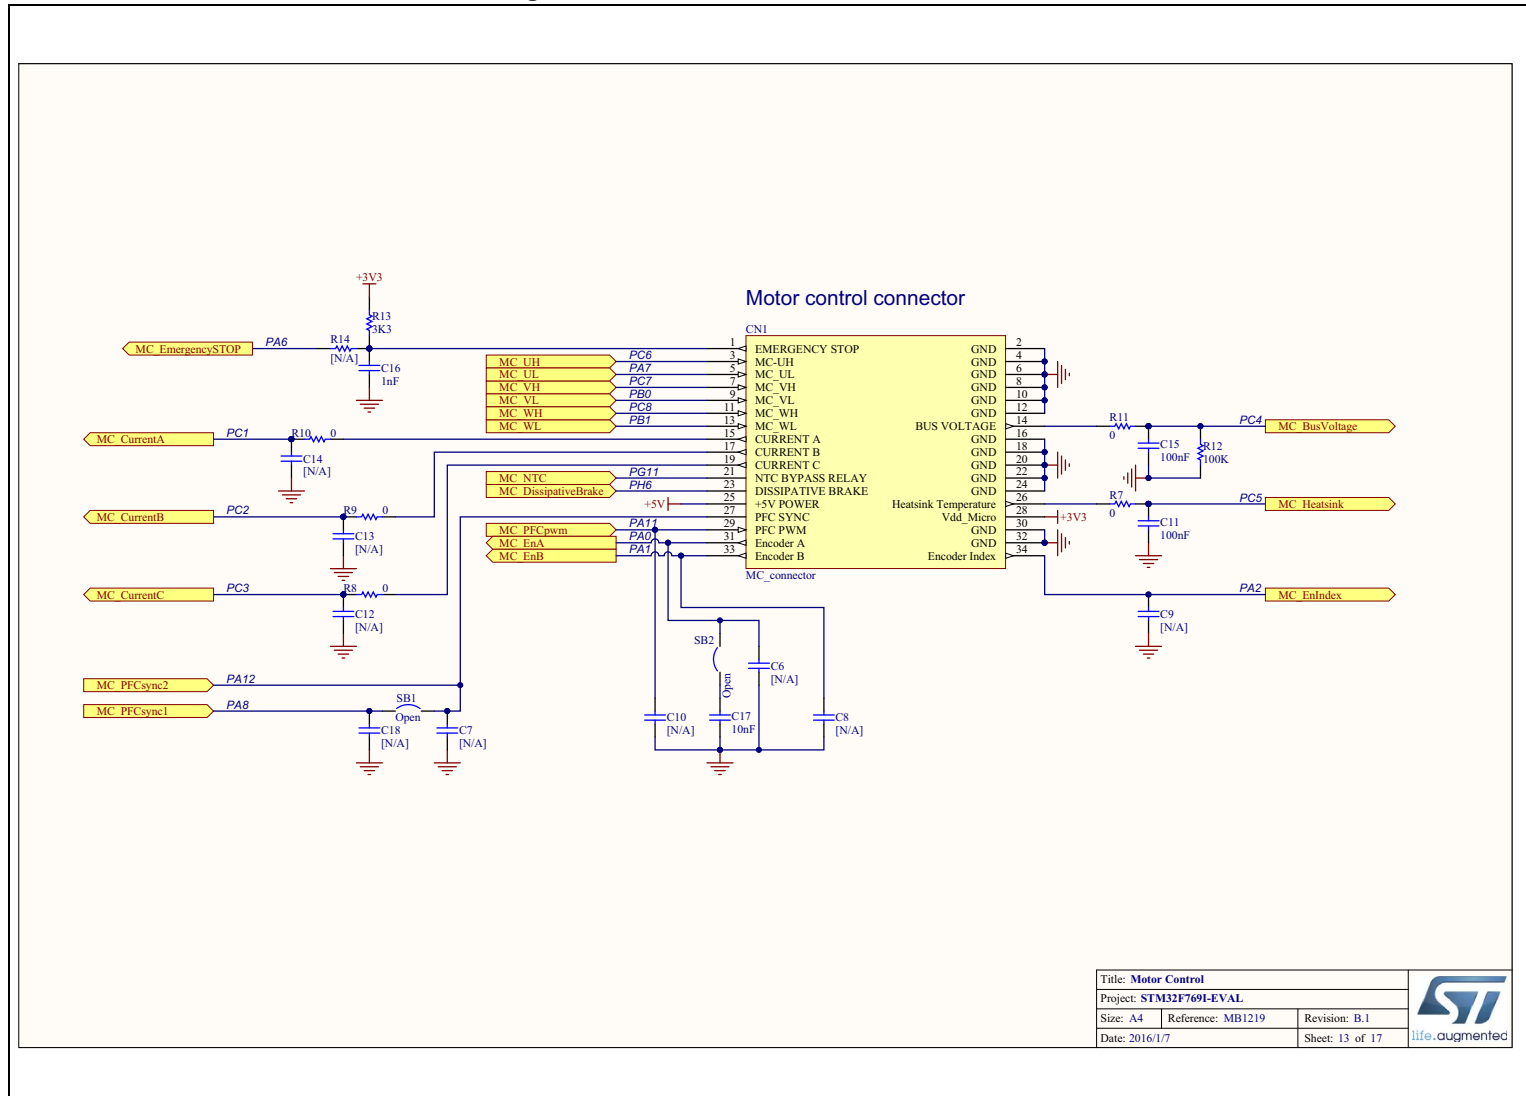 Motor control connector
+3V3
R13
3K3
R14
[N/A]
C16
1nF
MC_EmergencySTOP PA6
MC_UH PC6
MC_UL PA7
MC_VH PC7
MC_VL PB0
MC_WH PC8
MC_WL PB1
MC_CurrentA PC1
R10 0
C14
[N/A]
MC_CurrentB PC2
R9 0
C13
[N/A]
MC_CurrentC PC3
R8 0
C12
[N/A]
MC_NTC PG11
MC_DissipativeBrake PH6
+5V
MC_PFCpwm PA11
MC_EnA PA0
MC_EnB PA1
MC_PFCsync2 PA12
MC_PFCsync1 PA8
SB1
Open
C18
[N/A]
C7
[N/A]
CN1
1 EMERGENCY STOP GND 2
3 MC-UH GND 4
5 MC_UL GND 6
7 MC_VH GND 8
9 MC_VL GND 10
11 MC_WH GND 12
13 MC_WL BUS VOLTAGE 14
15 CURRENT A GND 16
17 CURRENT B GND 18
19 CURRENT C GND 20
21 NTC BYPASS RELAY GND 22
23 DISSIPATIVE BRAKE GND 24
25 +5V POWER Heatsink Temperature 26
27 PFC SYNC Vdd_Micro 28
29 PFC PWM GND 30
31 Encoder A GND 32
33 Encoder B Encoder Index 34
MC_connector
SB2
Open
C6
[N/A]
C10
[N/A]
C17
10nF
C8
[N/A]
R11
0
C15
100nF
R12
100K
PC4 MC_BusVoltage
R7
0
C11
100nF
PC5 MC_Heatsink
+3V3
PA2 MC_EnIndex
C9
[N/A]
Title: Motor Control
Project: STM32F769I-EVAL
Size: A4 Reference: MB1219 Revision: B.1
Date: 2016/1/7 Sheet: 13 of 17
ST
life.augmented